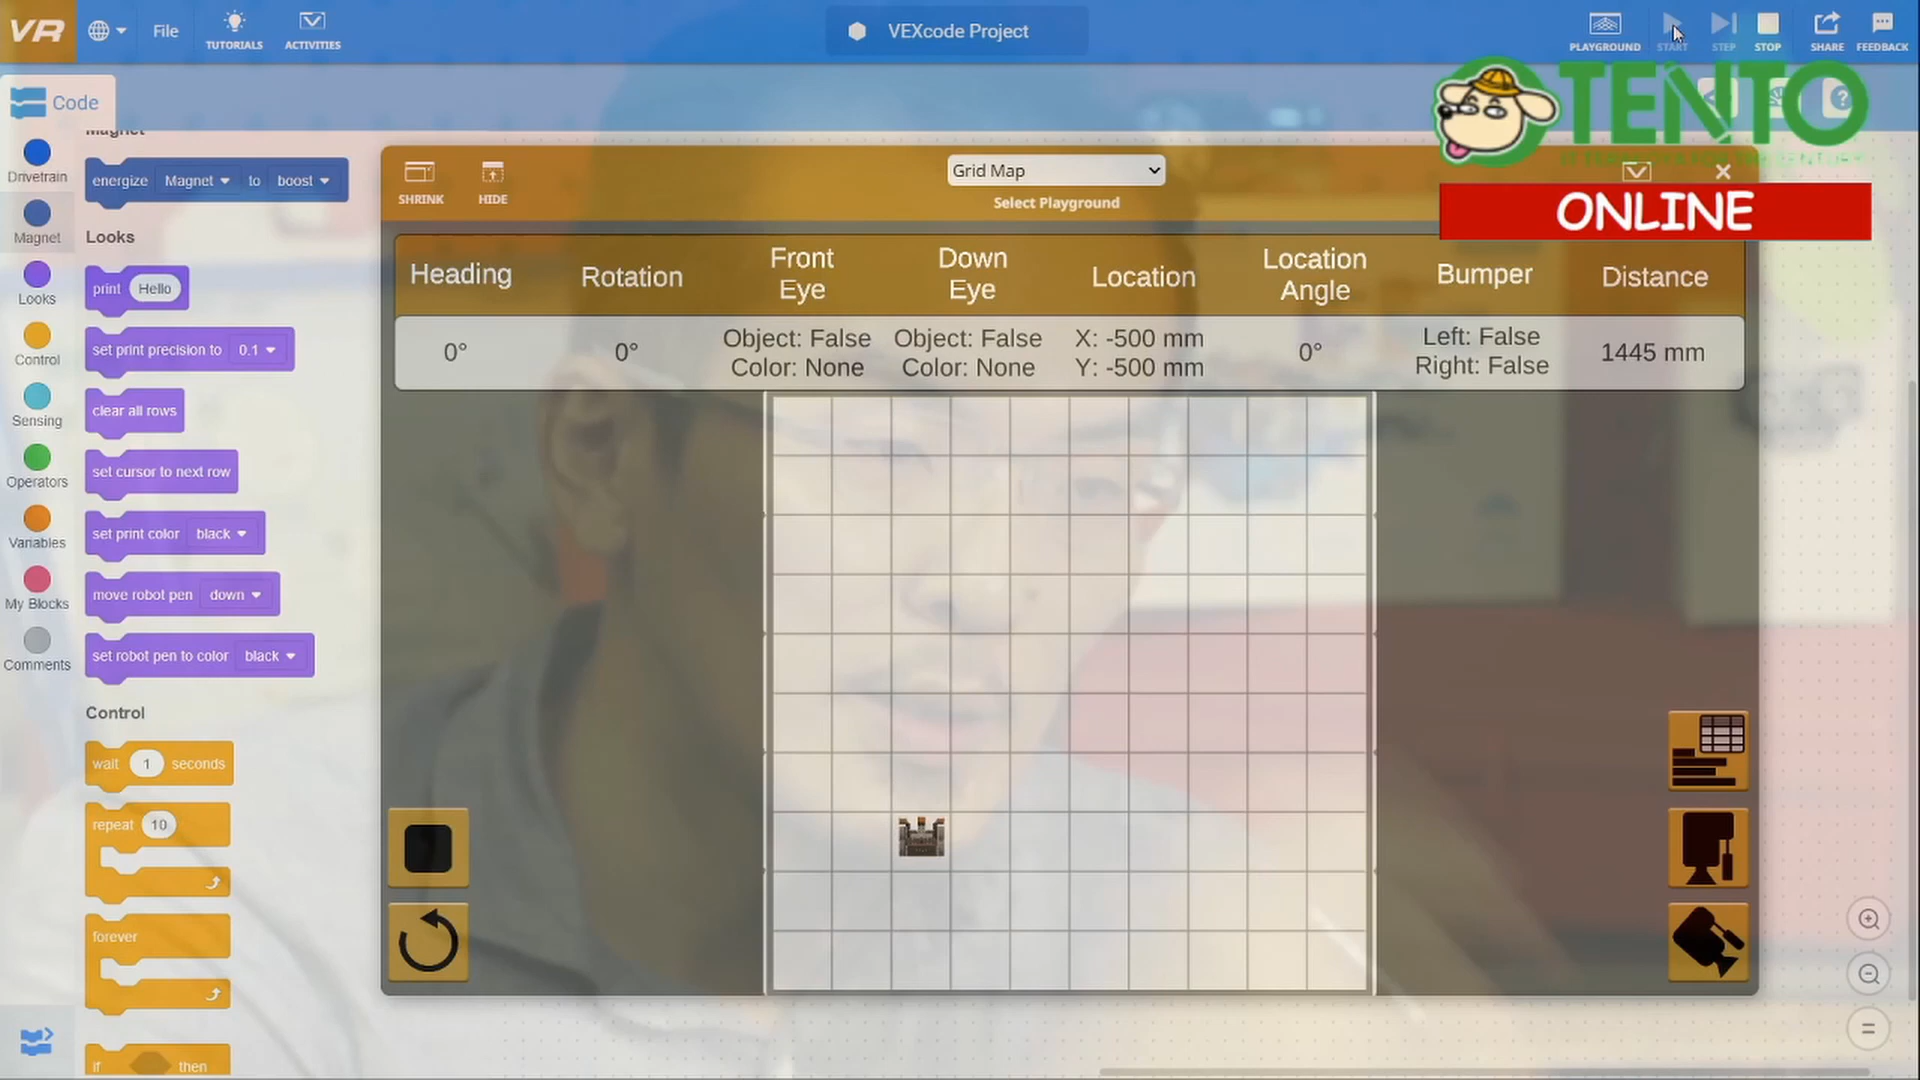 VR
File
TUTORIALS
ACTIVITIES
VEXcode Project
PLAYGROUND
START
STEP
STOP
SHARE
FEEDBACK
Code
TENTO
ONLINE
Drivetrain
Magnet
Looks
Control
Sensing
Operators
Variables
My Blocks
Comments
Magnet
energize Magnet to boost
Looks
print Hello
set print precision to 0.1
clear all rows
set cursor to next row
set print color black
move robot pen down
set robot pen to color black
Control
wait 1 seconds
repeat 10
forever
if then
SHRINK
HIDE
Grid Map
Select Playground
Heading
Rotation
Front Eye
Down Eye
Location
Location Angle
Bumper
Distance
0°
0°
Object: False
Color: None
Object: False
Color: None
X: -500 mm
Y: -500 mm
0°
Left: False
Right: False
1445 mm